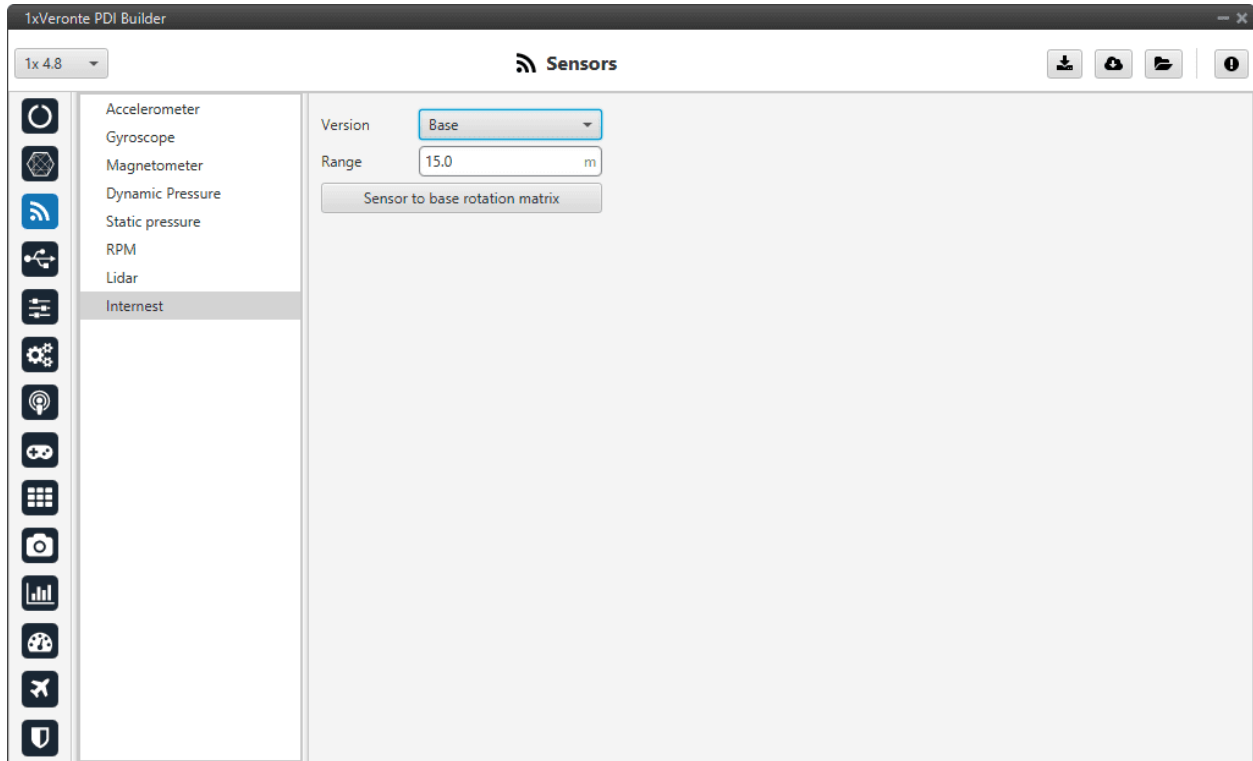 1xVeronte PDI Builder
1x 4.8
Sensors
Accelerometer
Gyroscope
Magnetometer
Dynamic Pressure
Static pressure
RPM
Lidar
Internest
Version
Base
Range
15.0
m
Sensor to base rotation matrix